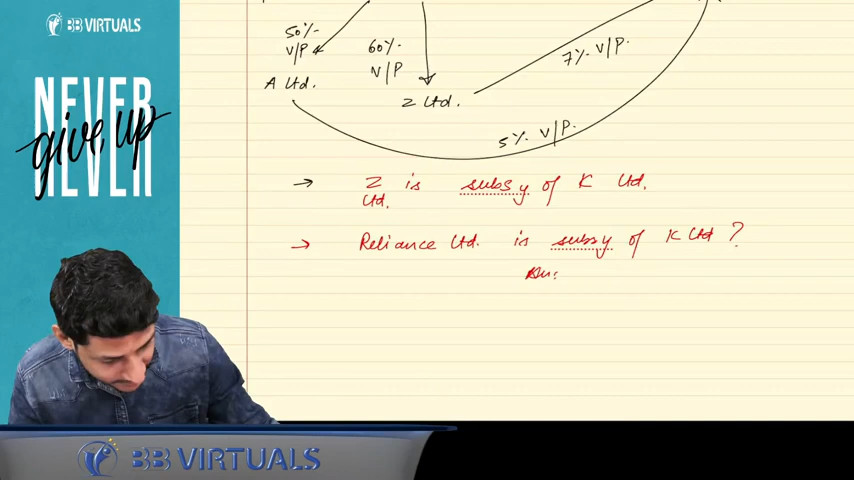 BB VIRTUALS
NEVER
give up
NEVER
50%
V/P
A Ltd.
60%
V/P
Z Ltd.
7% V/P.
5% V/P.
→ Z is subsy of K Ltd.
Ltd.
→ Reliance Ltd. is subsy of K Ltd ?
Ans:
BB VIRTUALS